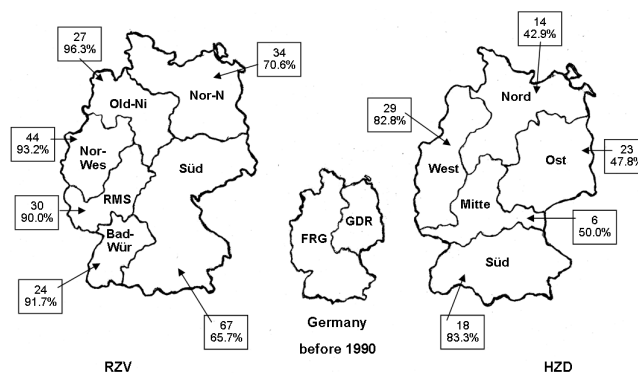 27
96.3%
34
70.6%
Old-Ni
Nor-N
44
93.2%
Nor-
Wes
Süd
30
90.0%
RMS
Bad-
Wür
24
91.7%
67
65.7%
RZV
FRG
GDR
Germany
before 1990
14
42.9%
Nord
29
82.8%
West
Ost
23
47.8%
Mitte
6
50.0%
Süd
18
83.3%
HZD